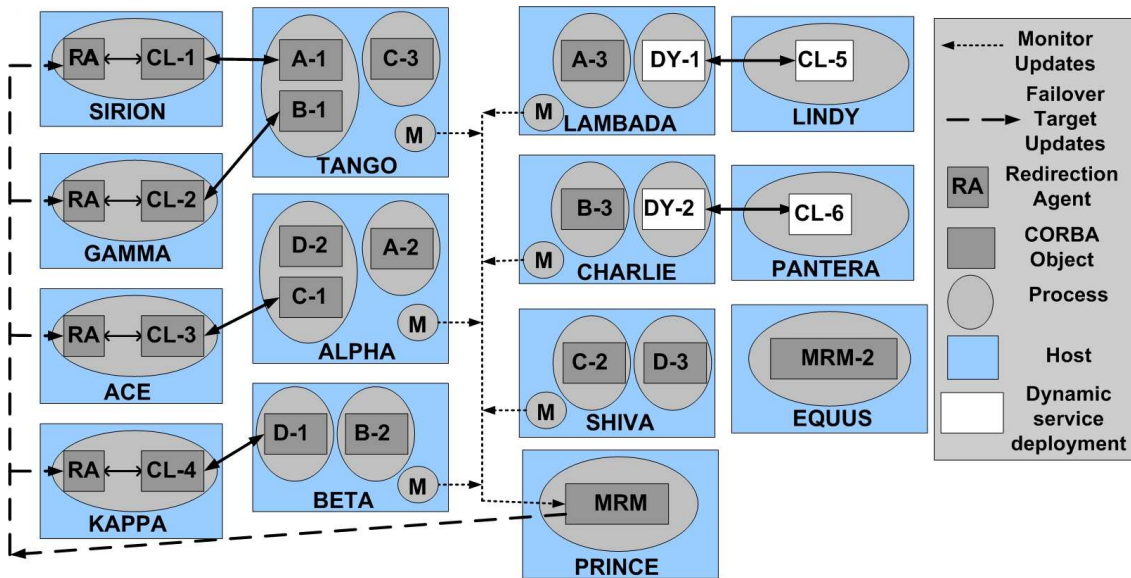 RA
CL-1
SIRION
RA
CL-2
GAMMA
RA
CL-3
ACE
RA
CL-4
KAPPA
A-1
C-3
B-1
M
TANGO
D-2
A-2
C-1
M
ALPHA
D-1
B-2
M
BETA
A-3
DY-1
M
LAMBADA
CL-5
LINDY
B-3
DY-2
M
CHARLIE
CL-6
PANTERA
C-2
D-3
M
SHIVA
MRM-2
EQUUS
MRM
PRINCE
Monitor
Updates
Failover
Target
Updates
RA
Redirection
Agent
CORBA
Object
Process
Host
Dynamic
service
deployment